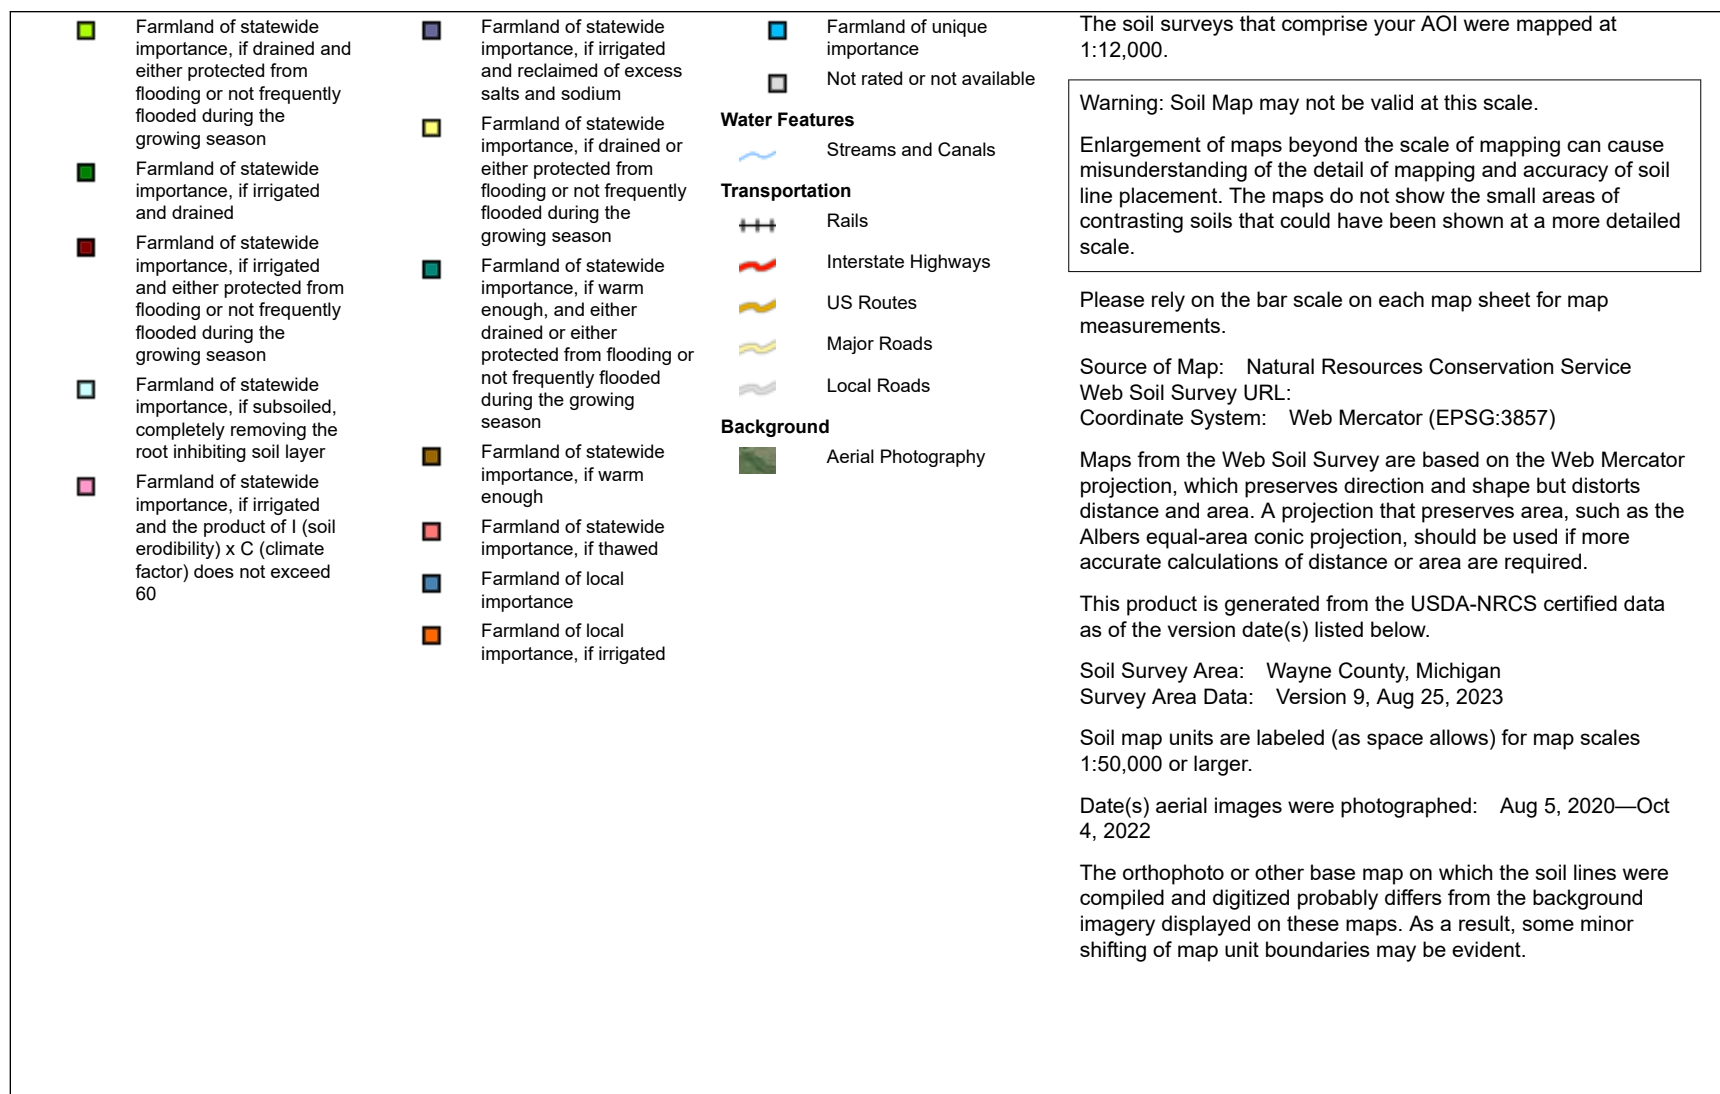 Farmland of statewide
importance, if drained and
either protected from
flooding or not frequently
flooded during the
growing season
Farmland of statewide
importance, if irrigated
and drained
Farmland of statewide
importance, if irrigated
and either protected from
flooding or not frequently
flooded during the
growing season
Farmland of statewide
importance, if subsoiled,
completely removing the
root inhibiting soil layer
Farmland of statewide
importance, if irrigated
and the product of I (soil
erodibility) x C (climate
factor) does not exceed
60
Farmland of statewide
importance, if irrigated
and reclaimed of excess
salts and sodium
Farmland of statewide
importance, if drained or
either protected from
flooding or not frequently
flooded during the
growing season
Farmland of statewide
importance, if warm
enough, and either
drained or either
protected from flooding or
not frequently flooded
during the growing
season
Farmland of statewide
importance, if warm
enough
Farmland of statewide
importance, if thawed
Farmland of local
importance
Farmland of local
importance, if irrigated
Farmland of unique
importance
Not rated or not available
Water Features
Streams and Canals
Transportation
Rails
Interstate Highways
US Routes
Major Roads
Local Roads
Background
Aerial Photography
The soil surveys that comprise your AOI were mapped at
1:12,000.
Warning: Soil Map may not be valid at this scale.
Enlargement of maps beyond the scale of mapping can cause
misunderstanding of the detail of mapping and accuracy of soil
line placement. The maps do not show the small areas of
contrasting soils that could have been shown at a more detailed
scale.
Please rely on the bar scale on each map sheet for map
measurements.
Source of Map: Natural Resources Conservation Service
Web Soil Survey URL:
Coordinate System: Web Mercator (EPSG:3857)
Maps from the Web Soil Survey are based on the Web Mercator
projection, which preserves direction and shape but distorts
distance and area. A projection that preserves area, such as the
Albers equal-area conic projection, should be used if more
accurate calculations of distance or area are required.
This product is generated from the USDA-NRCS certified data
as of the version date(s) listed below.
Soil Survey Area: Wayne County, Michigan
Survey Area Data: Version 9, Aug 25, 2023
Soil map units are labeled (as space allows) for map scales
1:50,000 or larger.
Date(s) aerial images were photographed: Aug 5, 2020—Oct
4, 2022
The orthophoto or other base map on which the soil lines were
compiled and digitized probably differs from the background
imagery displayed on these maps. As a result, some minor
shifting of map unit boundaries may be evident.